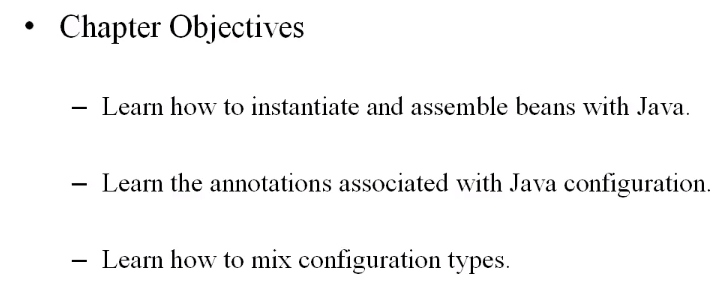 • Chapter Objectives
– Learn how to instantiate and assemble beans with Java.
– Learn the annotations associated with Java configuration.
– Learn how to mix configuration types.